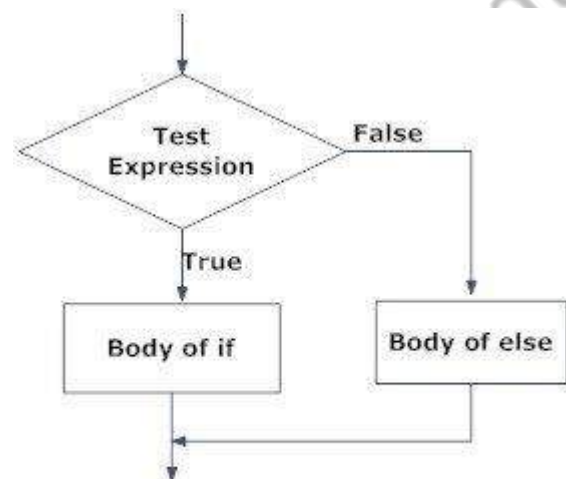 Test
Expression
False
True
Body of if
Body of else